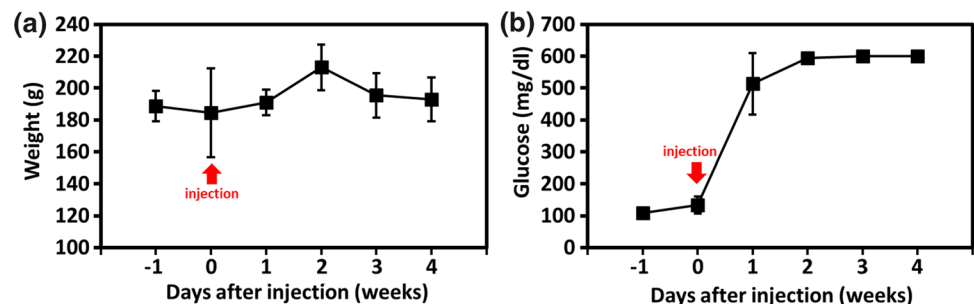 (a)
Weight (g)
220
200
180
160
140
120
100
injection
-1 0 1 2 3 4
Days after injection (weeks)
(b)
Glucose (mg/dl)
700
600
500
400
300
200
100
0
injection
-1 0 1 2 3 4
Days after injection (weeks)